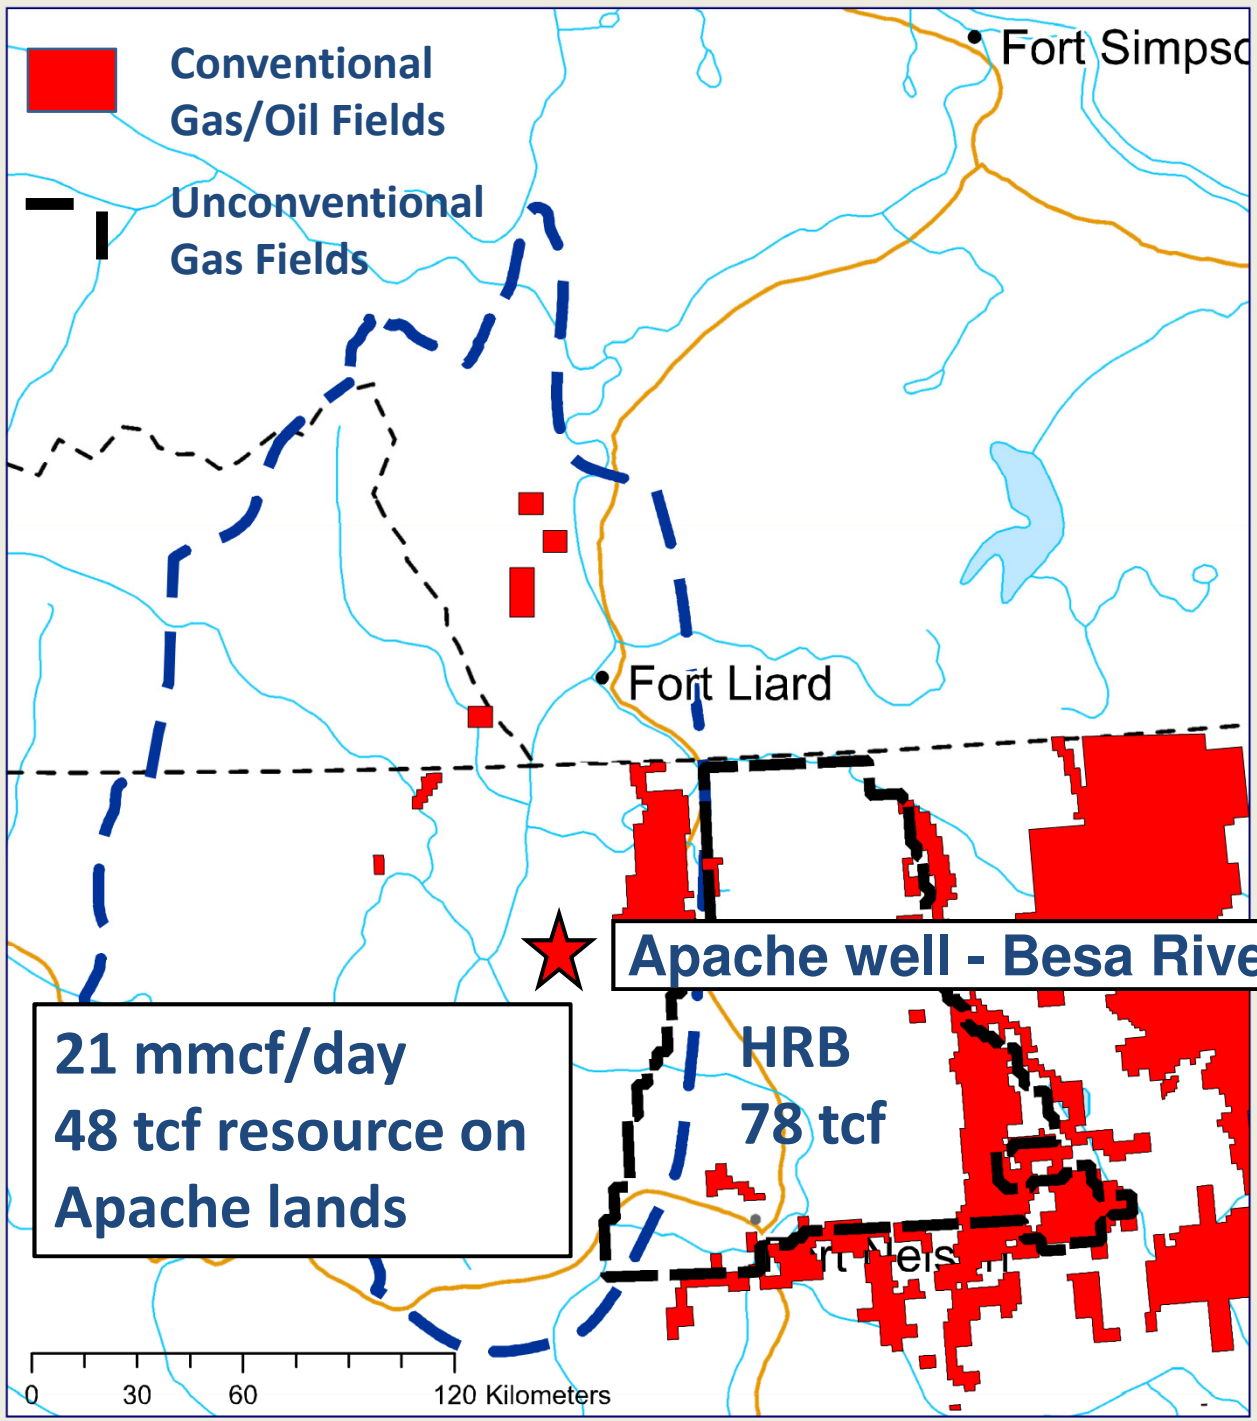 Conventional
Gas/Oil Fields
Unconventional
Gas Fields
Fort Simpso
Fort Liard
Apache well - Besa Rive
21 mmcf/day
48 tcf resource on
Apache lands
HRB
78 tcf
0 30 60 120 Kilometers